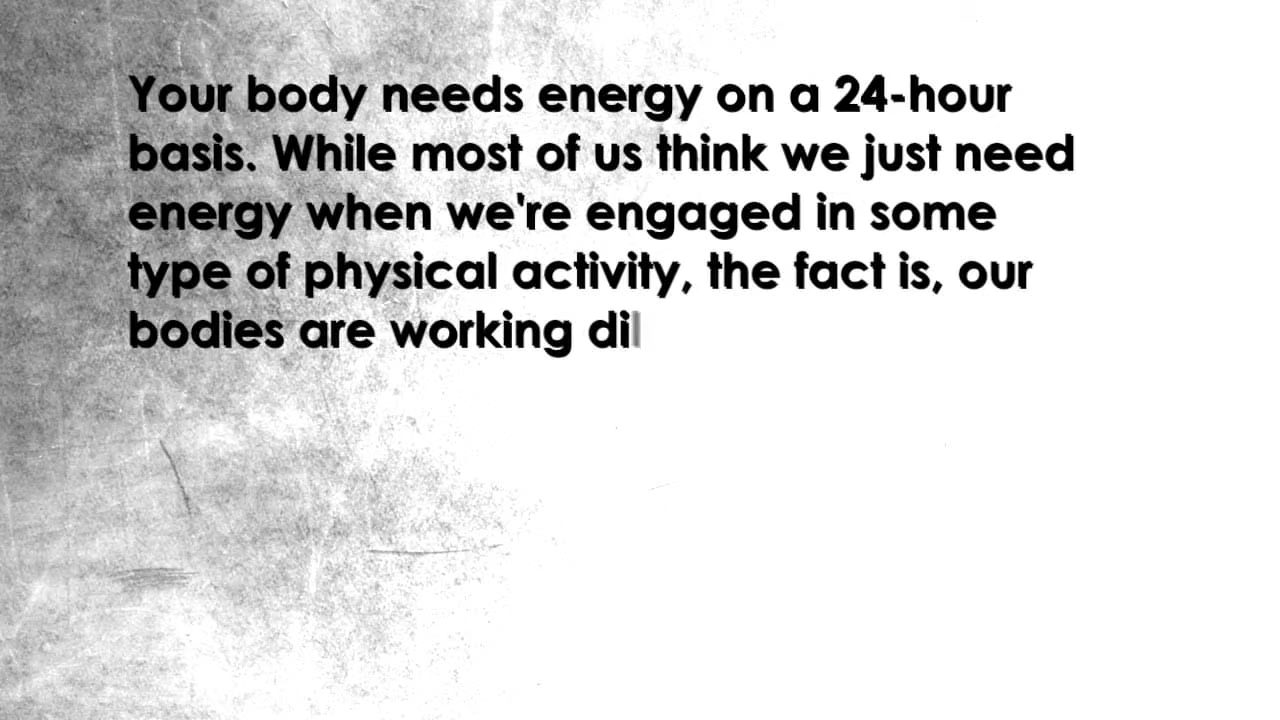 Your body needs energy on a 24-hour
basis. While most of us think we just need
energy when we're engaged in some
type of physical activity, the fact is, our
bodies are working dil